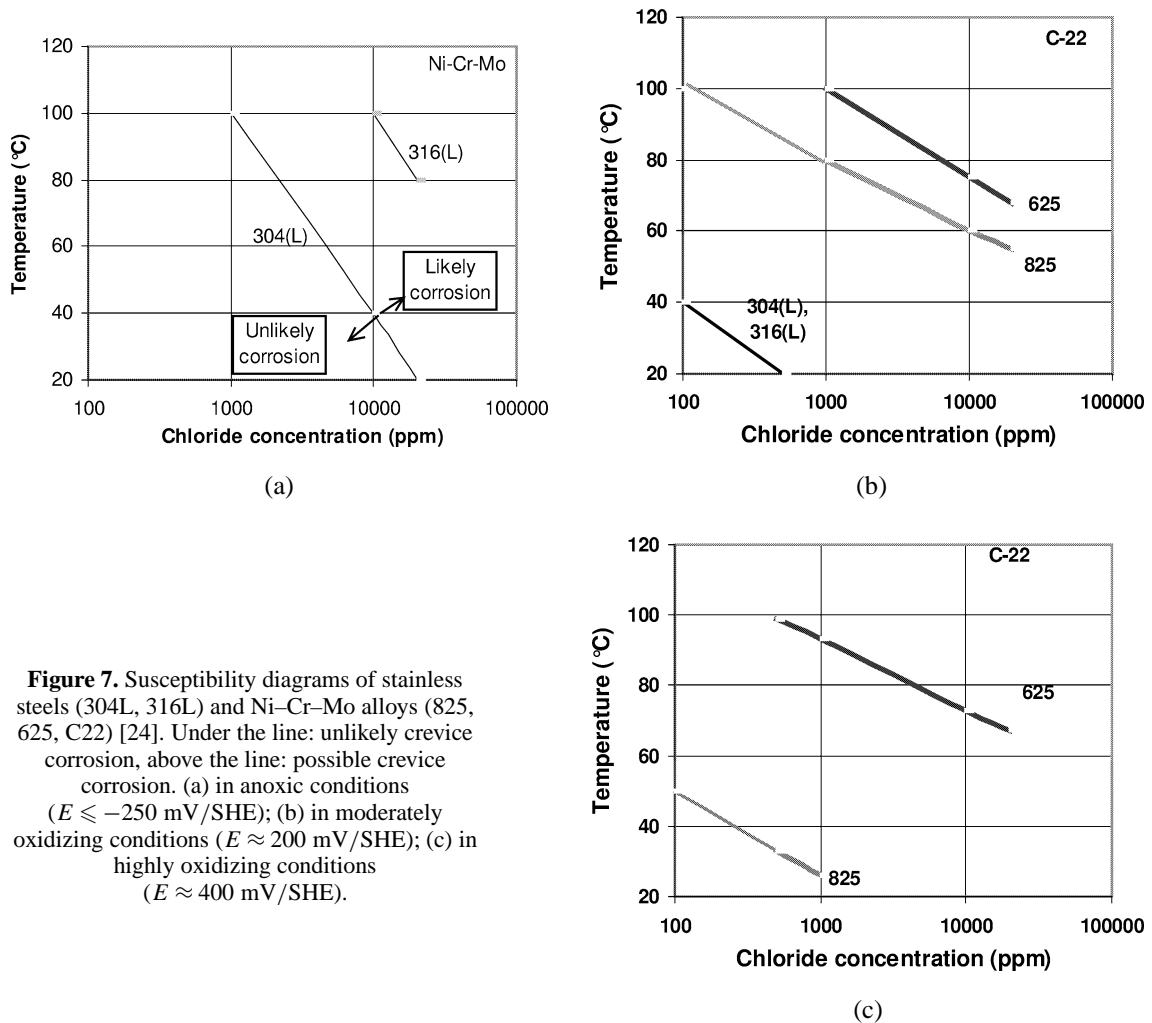 120
100
80
60
40
20
Temperature (°C)
Ni-Cr-Mo
316(L)
304(L)
Likely
corrosion
Unlikely
corrosion
100
1000
10000
100000
Chloride concentration (ppm)
(a)
120
100
80
60
40
20
Temperature (°C)
C-22
625
825
304(L),
316(L)
100
1000
10000
100000
Chloride concentration (ppm)
(b)
Figure 7. Susceptibility diagrams of stainless
steels (304L, 316L) and Ni–Cr–Mo alloys (825,
625, C22) [24]. Under the line: unlikely crevice
corrosion, above the line: possible crevice
corrosion. (a) in anoxic conditions
(E ⩽ −250 mV/SHE); (b) in moderately
oxidizing conditions (E ≈ 200 mV/SHE); (c) in
highly oxidizing conditions
(E ≈ 400 mV/SHE).
120
100
80
60
40
20
Temperature (°C)
C-22
625
825
100
1000
10000
100000
Chloride concentration (ppm)
(c)